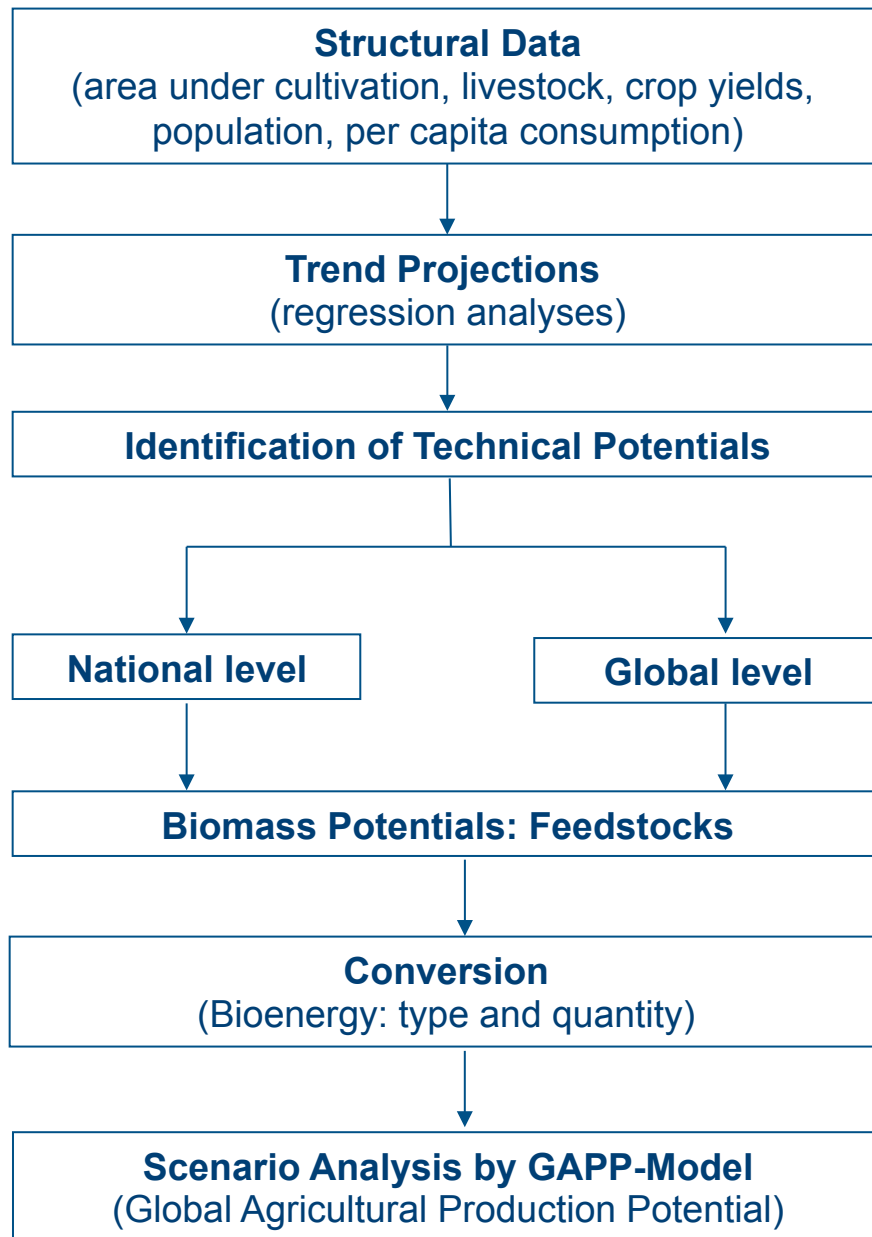 Structural Data
(area under cultivation, livestock, crop yields,
population, per capita consumption)
Trend Projections
(regression analyses)
Identification of Technical Potentials
National level
Global level
Biomass Potentials: Feedstocks
Conversion
(Bioenergy: type and quantity)
Scenario Analysis by GAPP-Model
(Global Agricultural Production Potential)